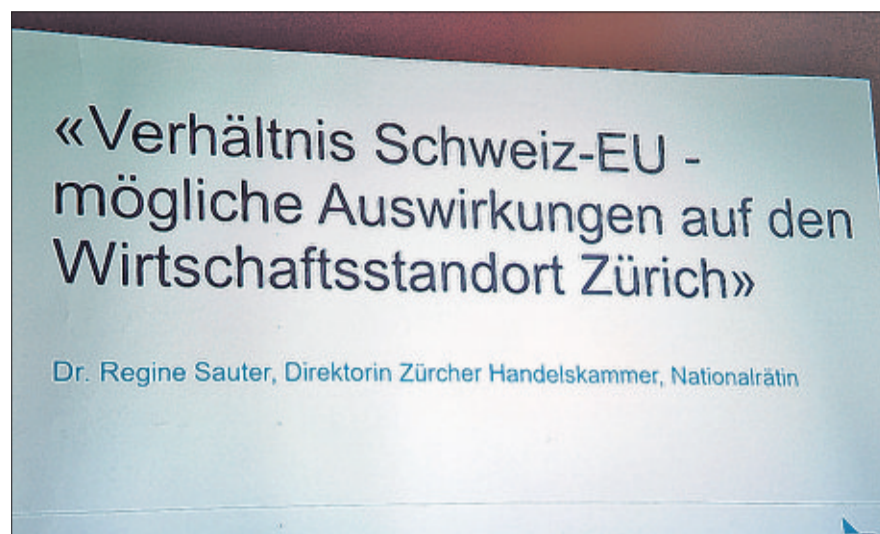 «Verhältnis Schweiz-EU -
mögliche Auswirkungen auf den
Wirtschaftsstandort Zürich»
Dr. Regine Sauter, Direktorin Zürcher Handelskammer, Nationalrätin